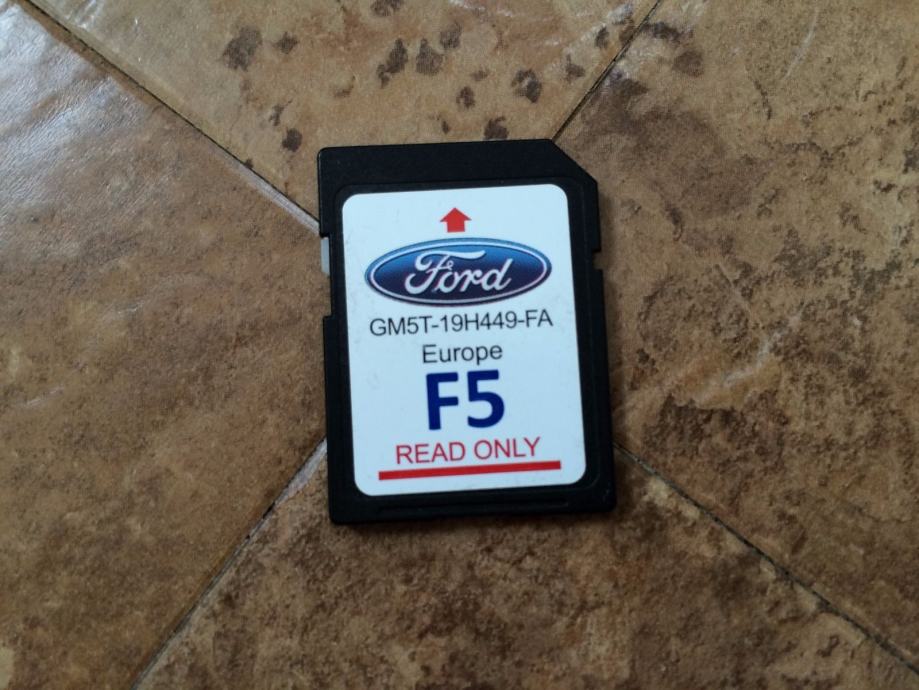 Ford
GM5T-19H449-FA
Europe
F5
READ ONLY